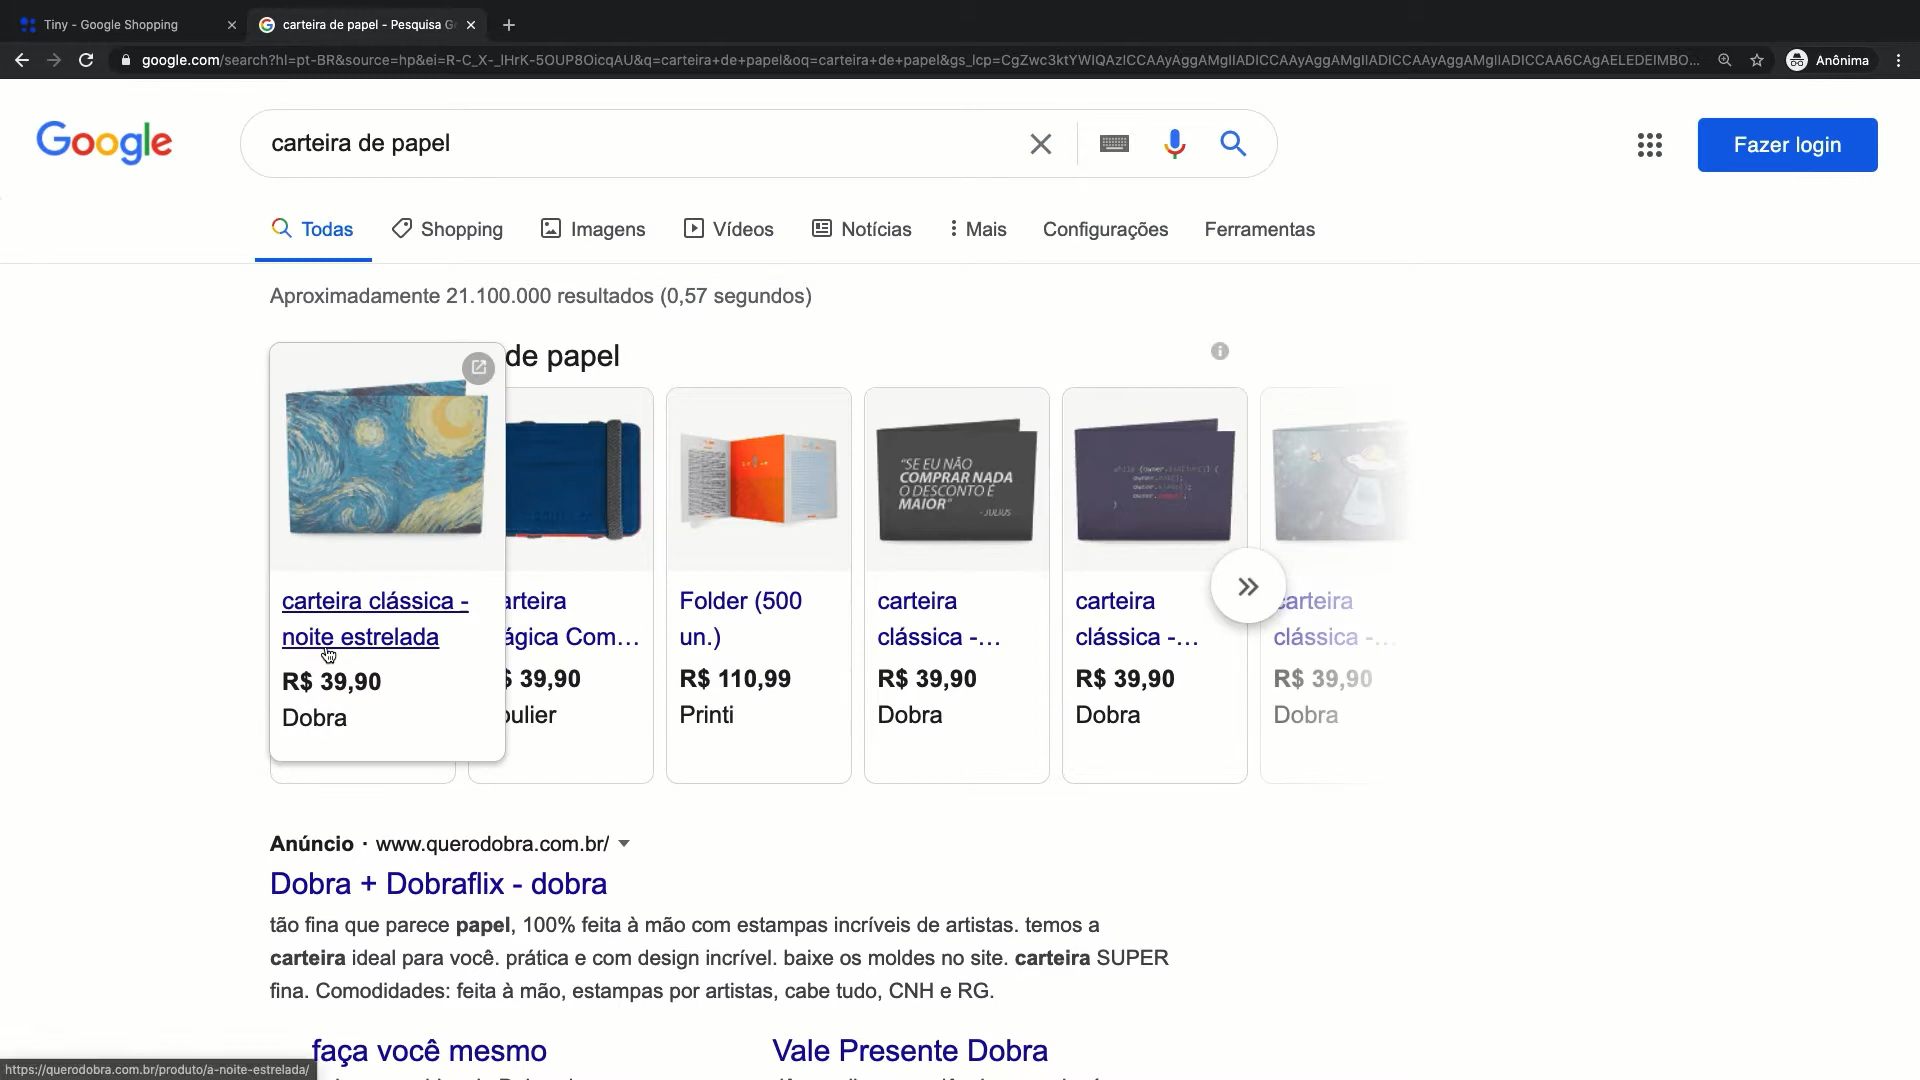 Tiny - Google Shopping
carteira de papel - Pesquisa G
google.com/search?hl=pt-BR&source=hp&ei=R-C_X-_IHrK-5OUP8OicqAU&q=carteira+de+papel&oq=carteira+de+papel&gs_lcp=CgZwc3ktYWIQAzICCAAyAggAMgIIADICCAAyAggAMgIIADICCAAyAggAMgIIADICCAA6CAgAELEDEIMBO...
Anônima
Google
carteira de papel
Fazer login
Todas
Shopping
Imagens
Vídeos
Notícias
Mais
Configurações
Ferramentas
Aproximadamente 21.100.000 resultados (0,57 segundos)
de papel
"SE EU NÃO
COMPRAR NADA
O DESCONTO É
MAIOR"
- JULIUS
carteira clássica -
noite estrelada
R$ 39,90
Dobra
arteira
ágica Com...
$ 39,90
oulier
Folder (500
un.)
R$ 110,99
Printi
carteira
clássica -...
R$ 39,90
Dobra
carteira
clássica -...
R$ 39,90
Dobra
carteira
clássica -...
R$ 39,90
Dobra
Anúncio · www.querodobra.com.br/
Dobra + Dobraflix - dobra
tão fina que parece papel, 100% feita à mão com estampas incríveis de artistas. temos a
carteira ideal para você. prática e com design incrível. baixe os moldes no site. carteira SUPER
fina. Comodidades: feita à mão, estampas por artistas, cabe tudo, CNH e RG.
faça você mesmo
Vale Presente Dobra
https://querodobra.com.br/produto/a-noite-estrelada/